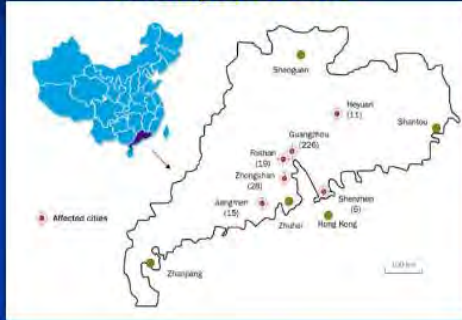 Shaoguan
Heyuan
(11)
Shantou
Guangzhou
(226)
Foshan
(19)
Zhongshan
(28)
Jiangmen
(15)
Shenzhen
(6)
Affected cities
Zhuhai
Hong Kong
Zhanjiang
100 km